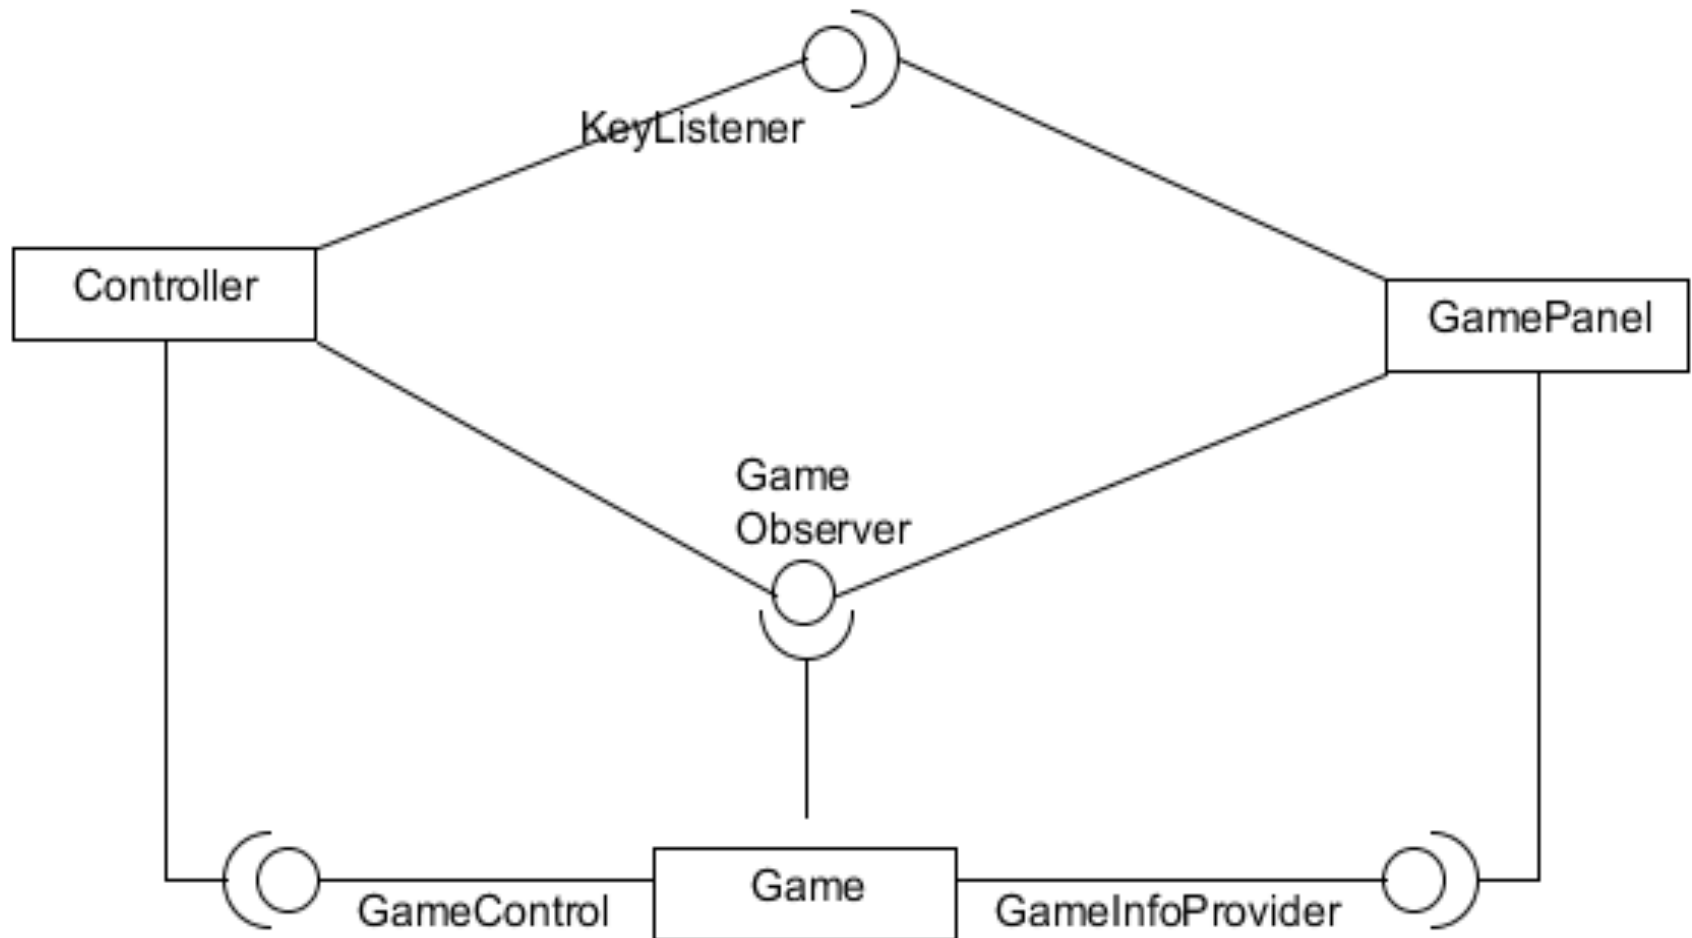 KeyListener
Controller
GamePanel
Game
Observer
Game
GameControl
GameInfoProvider